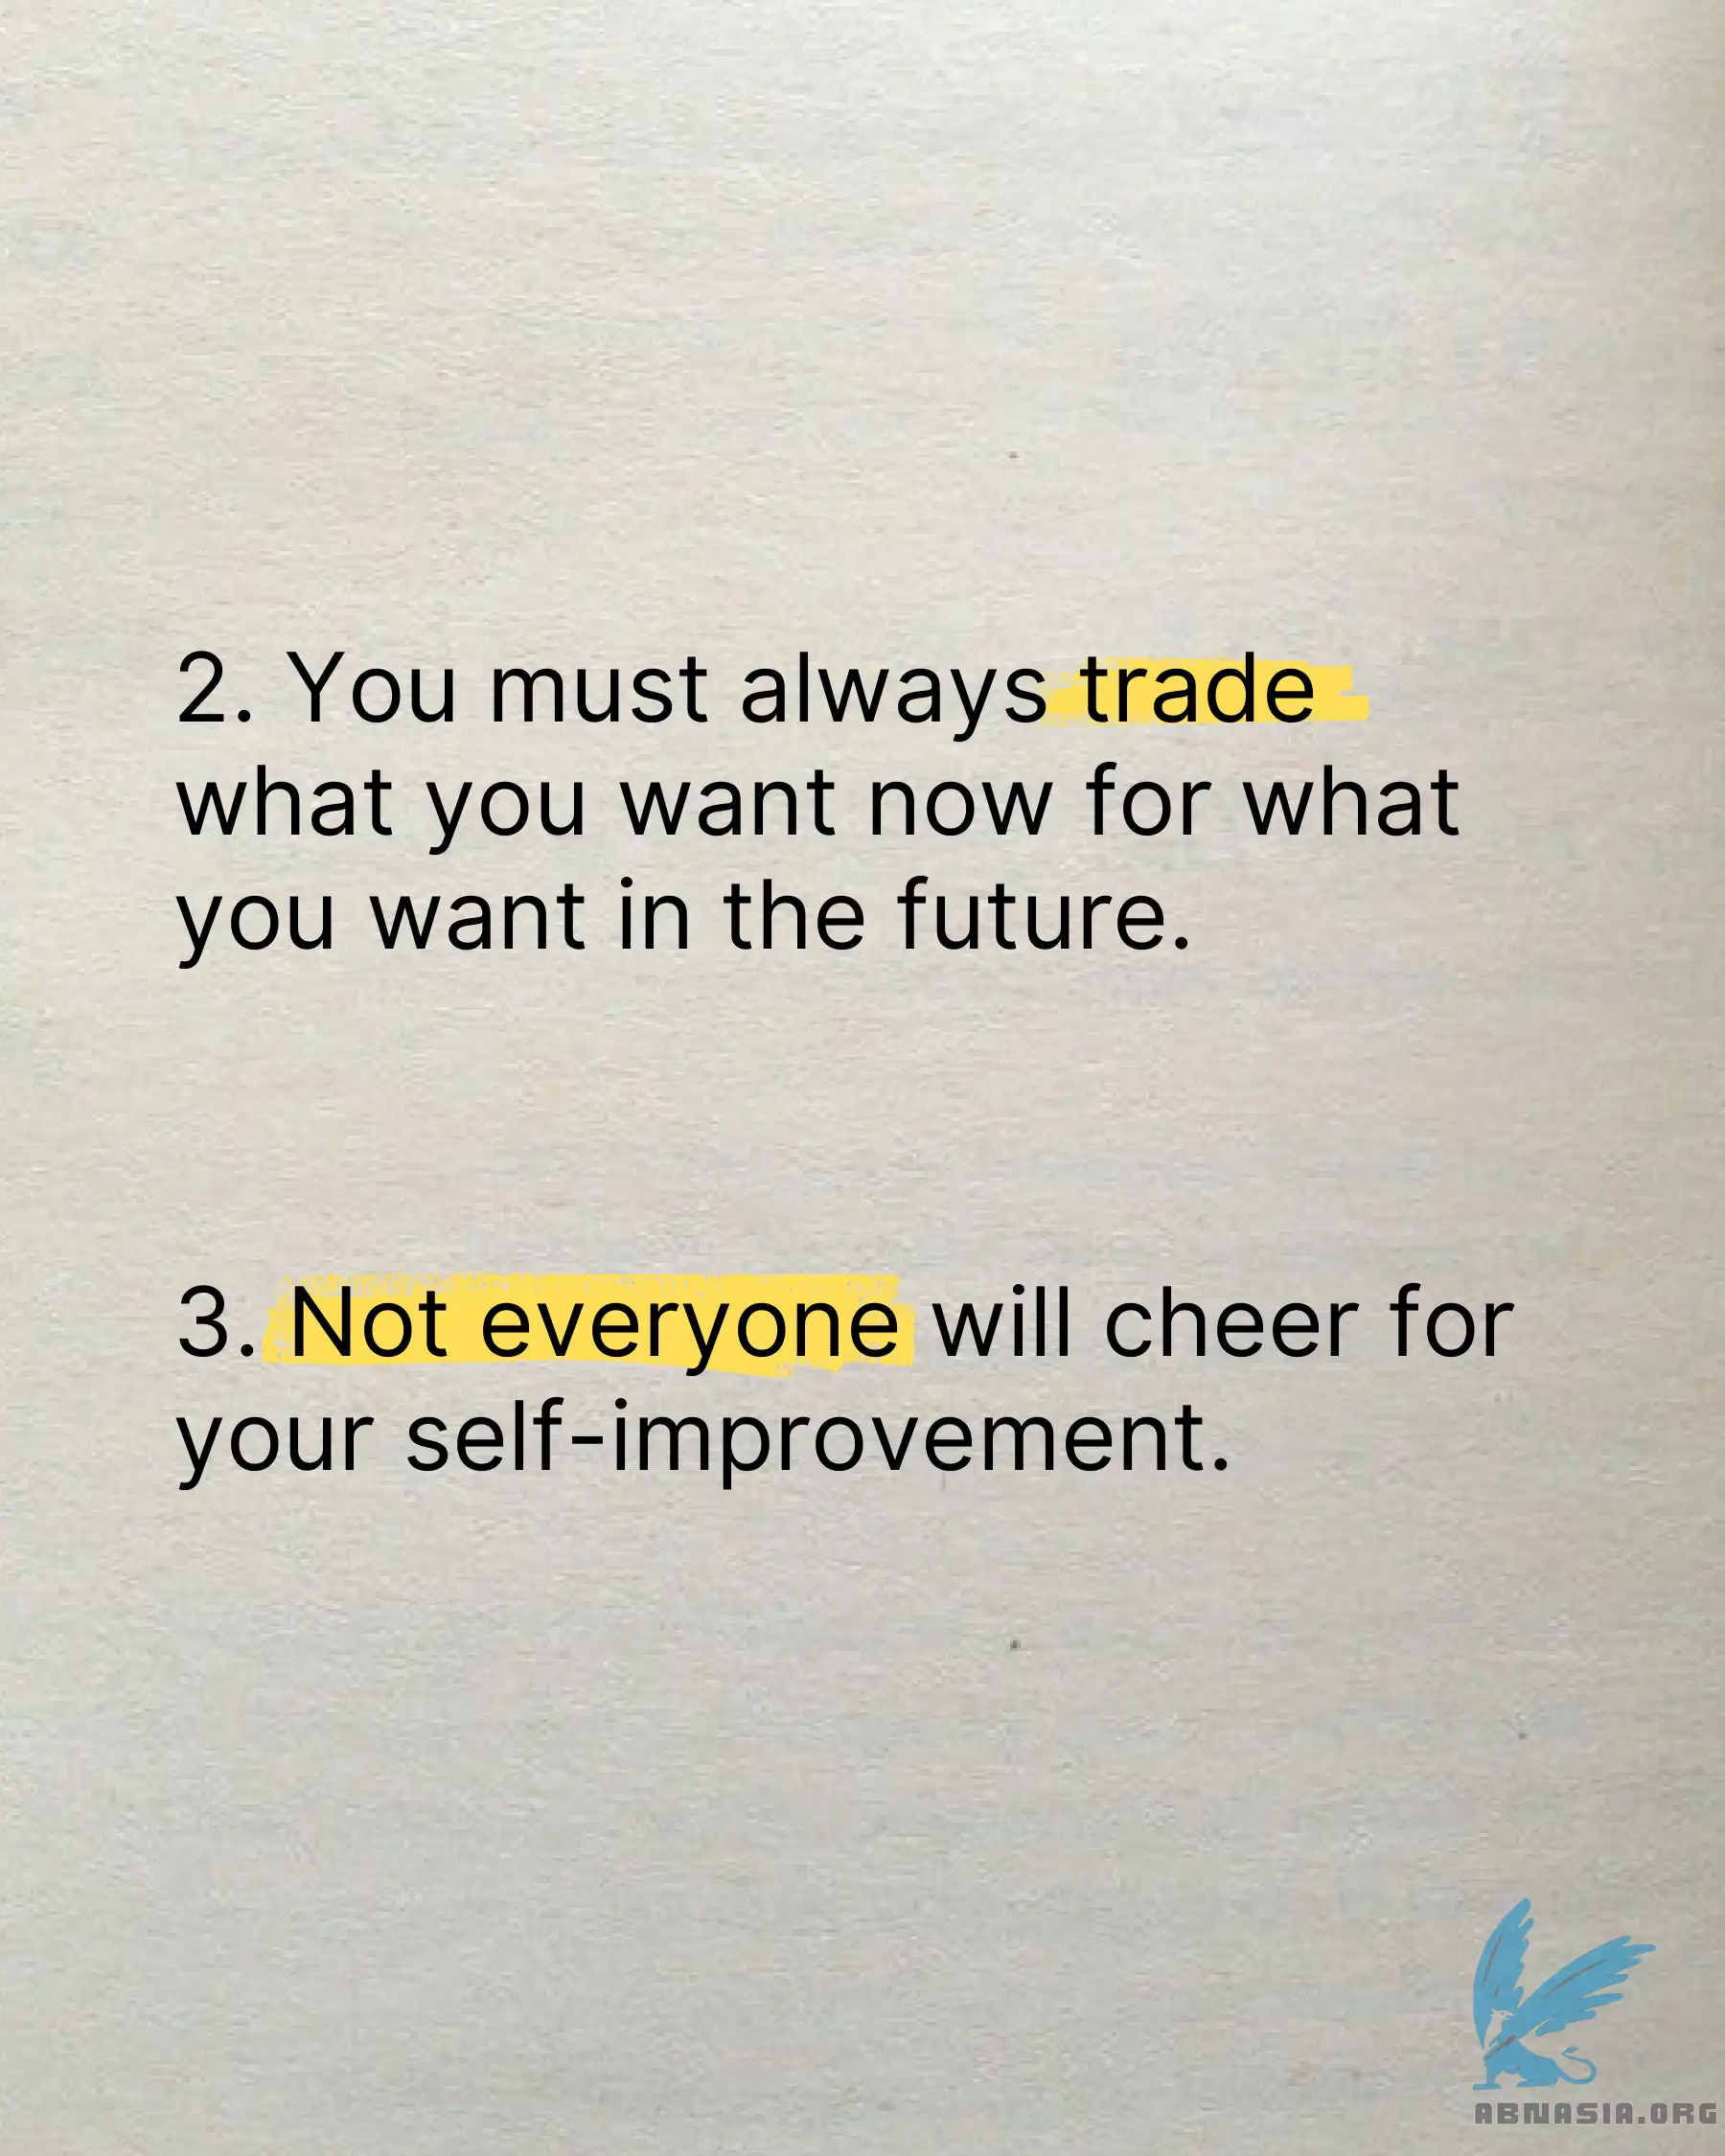 2. You must always trade
what you want now for what
you want in the future.
3. Not everyone will cheer for
your self-improvement.
ABNASIA.ORG